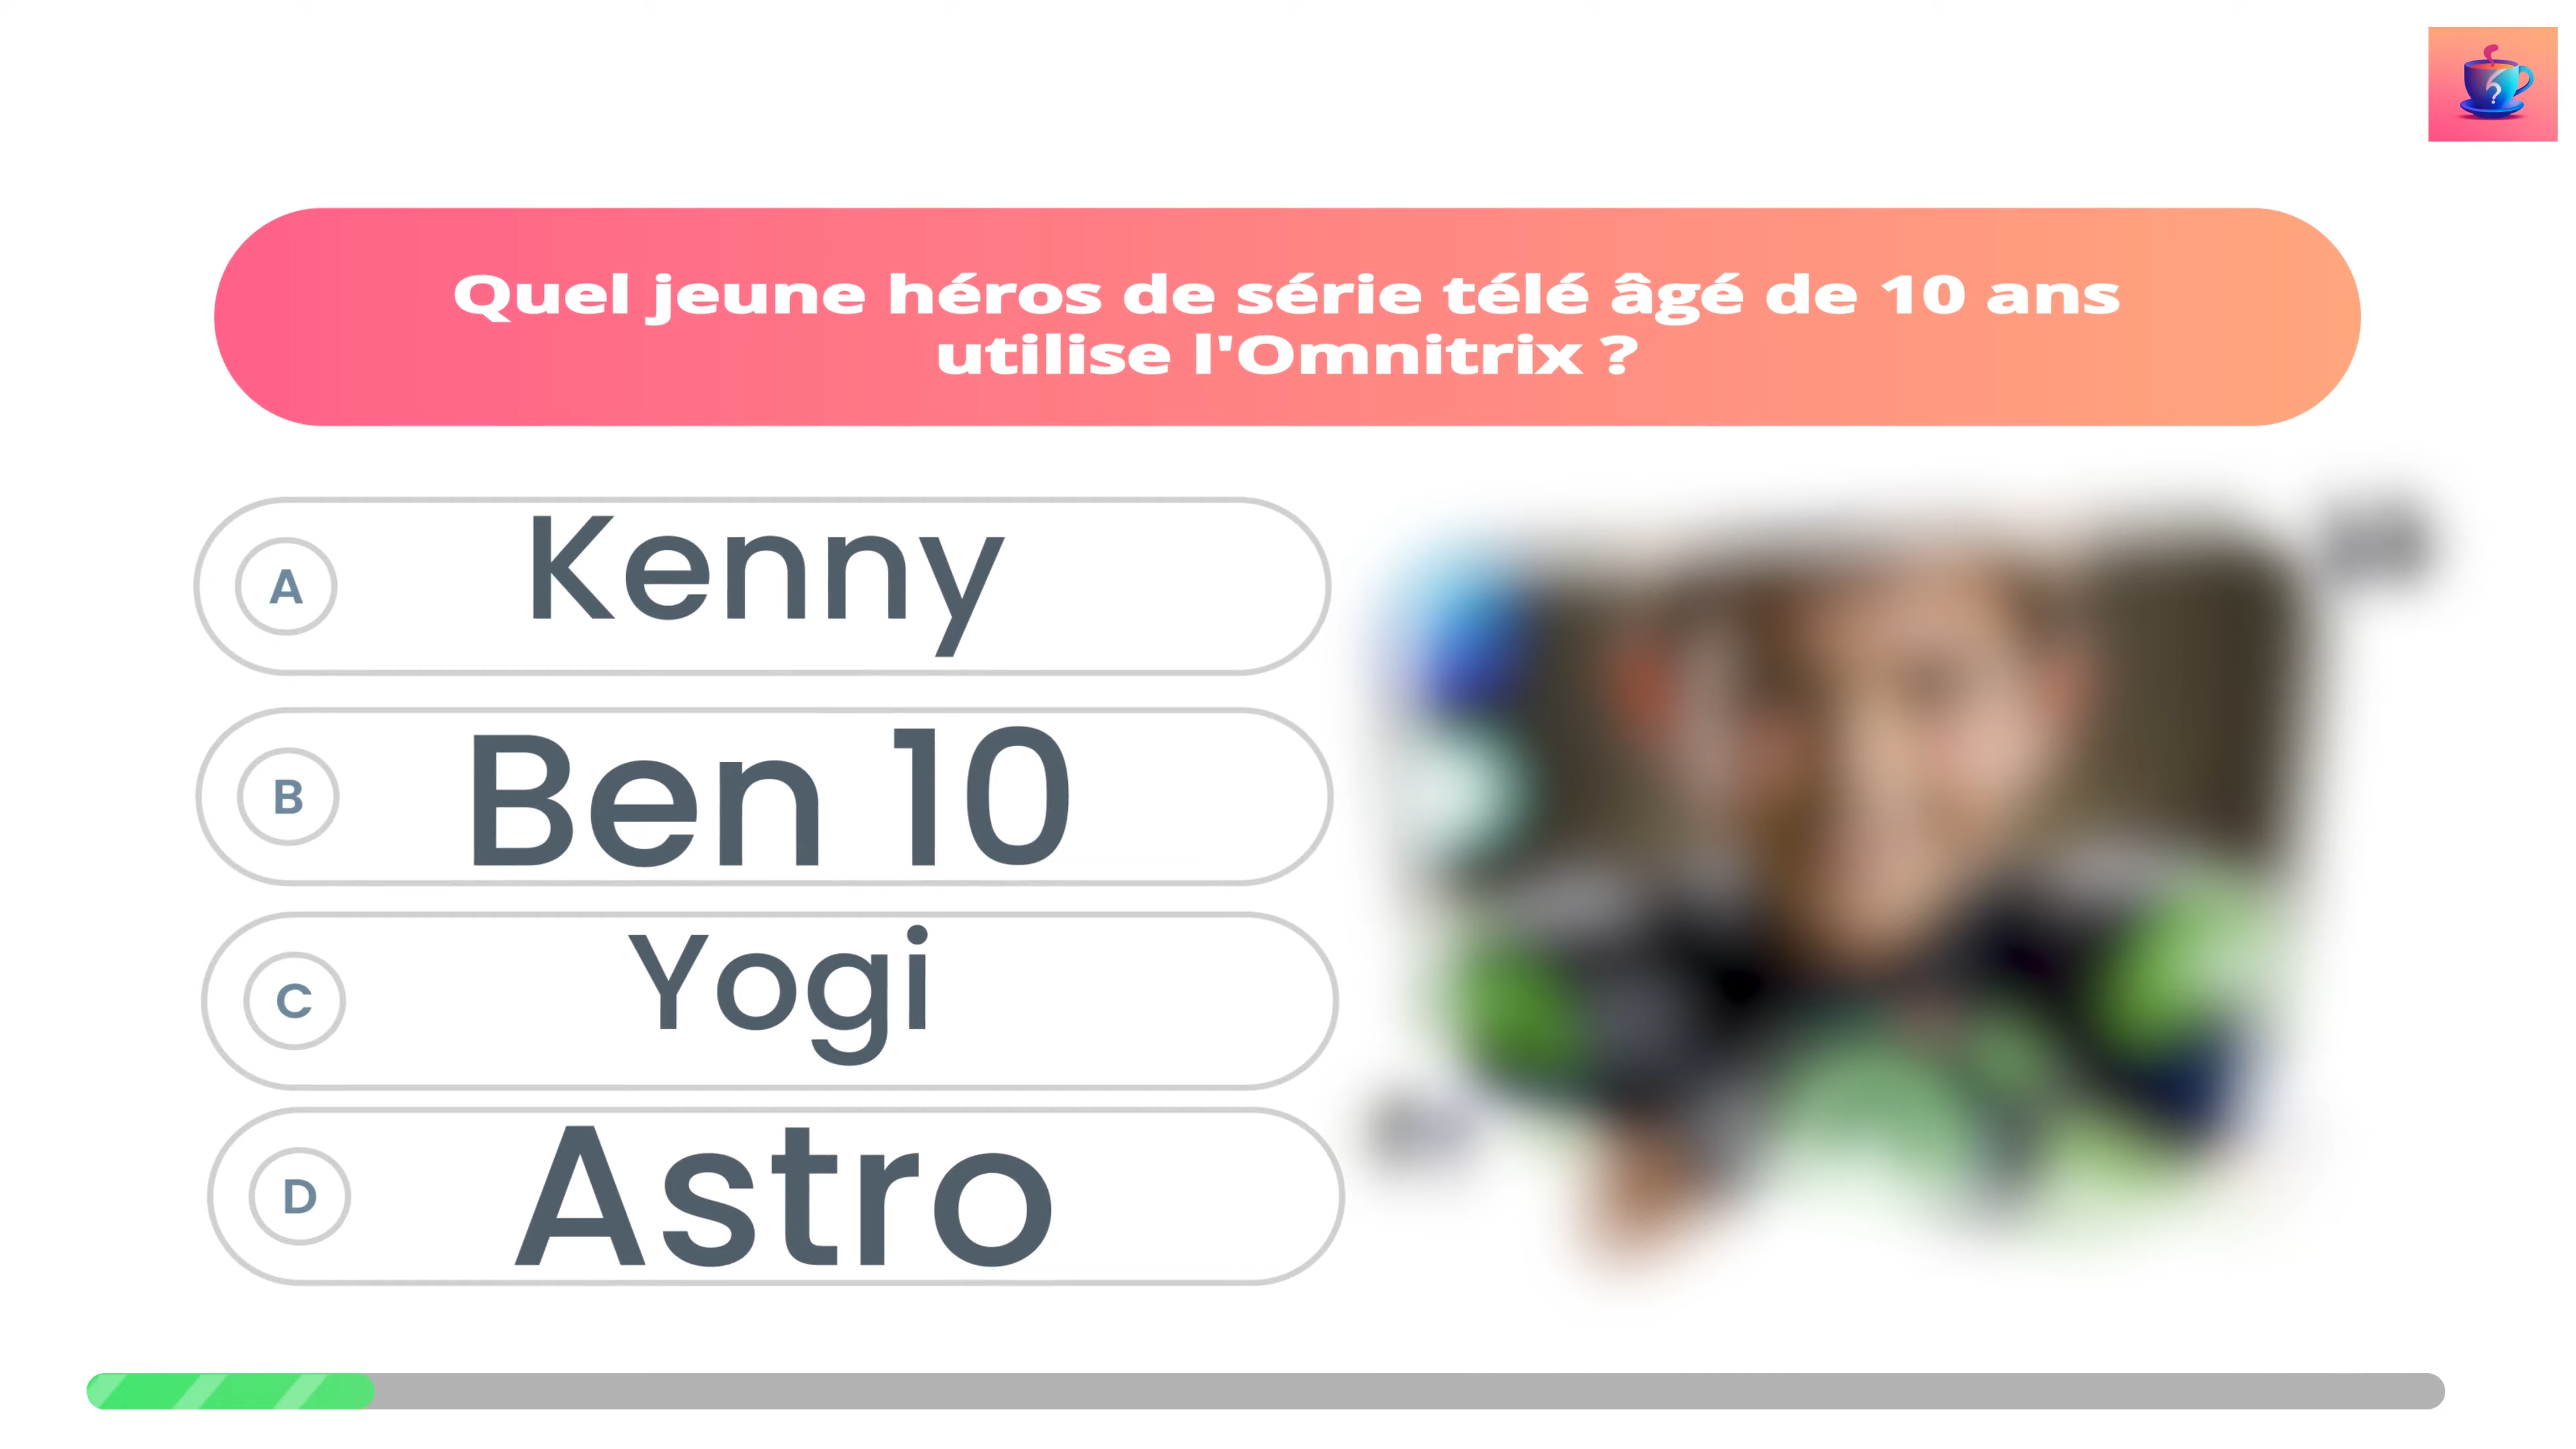 Quel jeune héros de série télé âgé de 10 ans
utilise l'Omnitrix ?
A Kenny
B Ben 10
C Yogi
D Astro
?